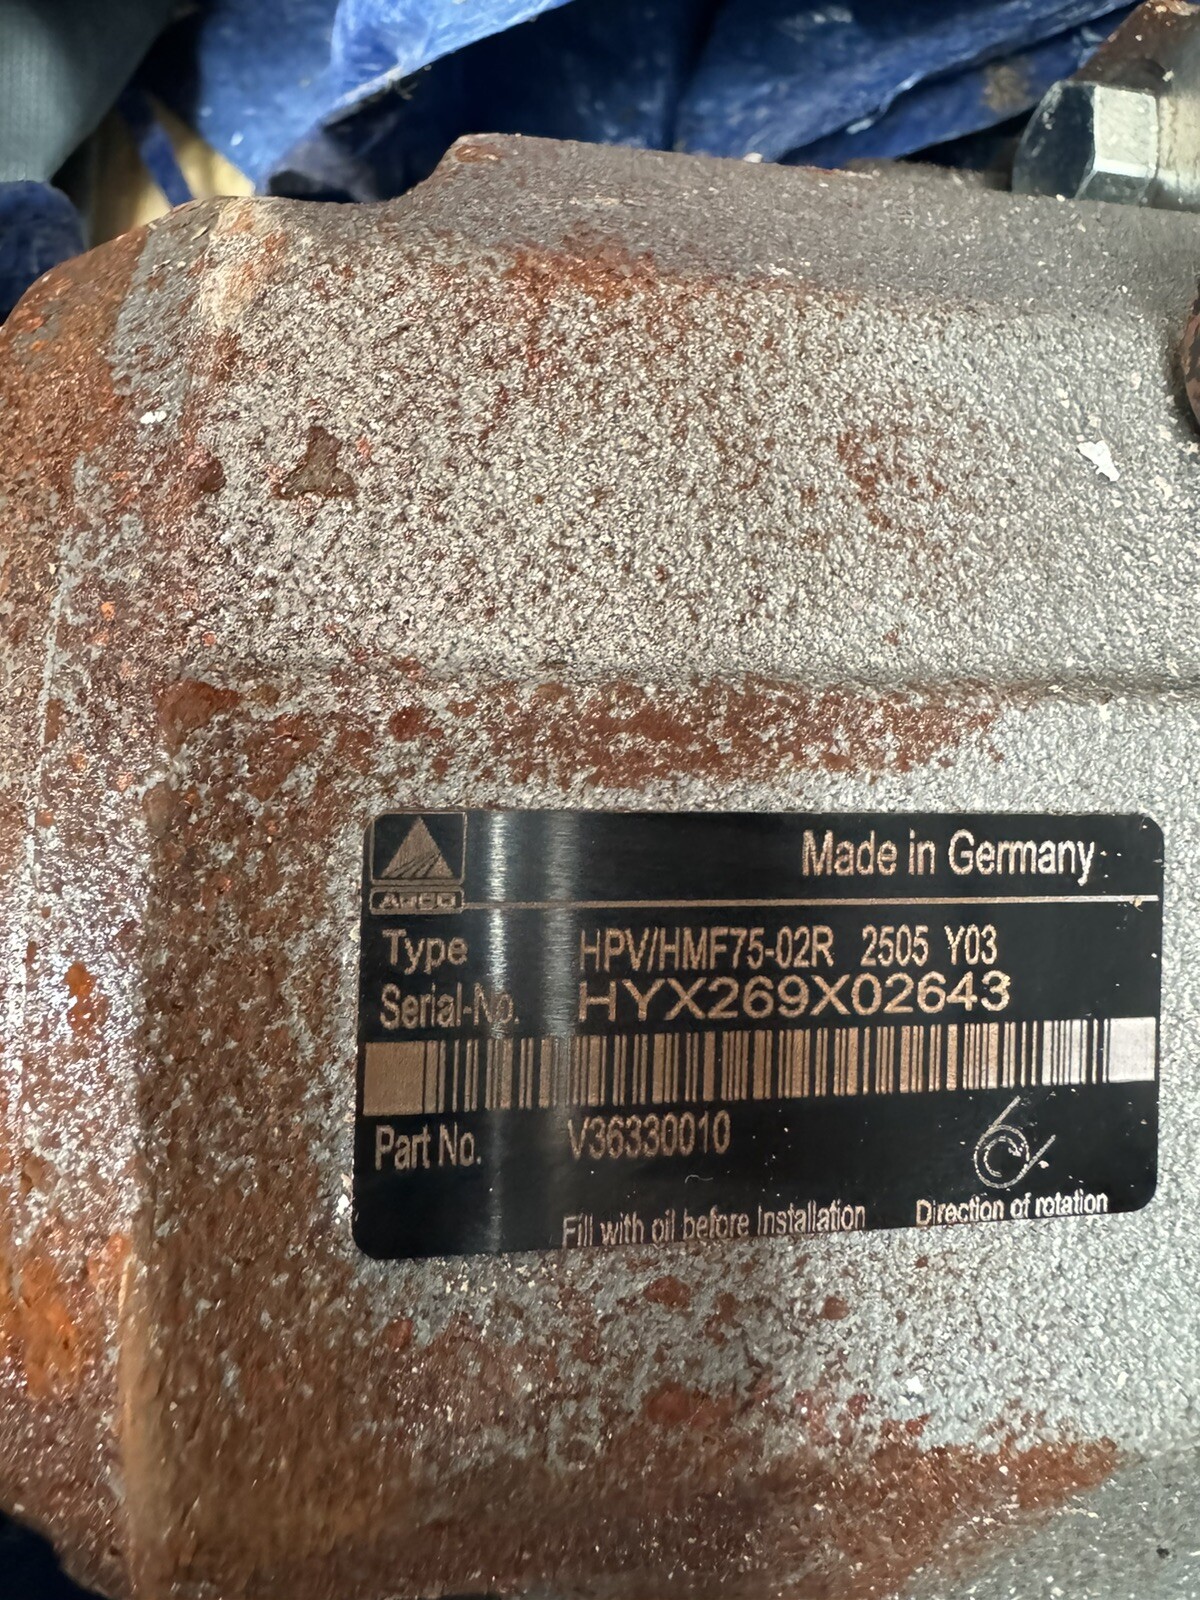 Made in Germany
AGCO
Type HPV/HMF75-02R 2505 Y03
Serial-No. HYX269X02643
Part No. V36330010
Fill with oil before Installation Direction of rotation